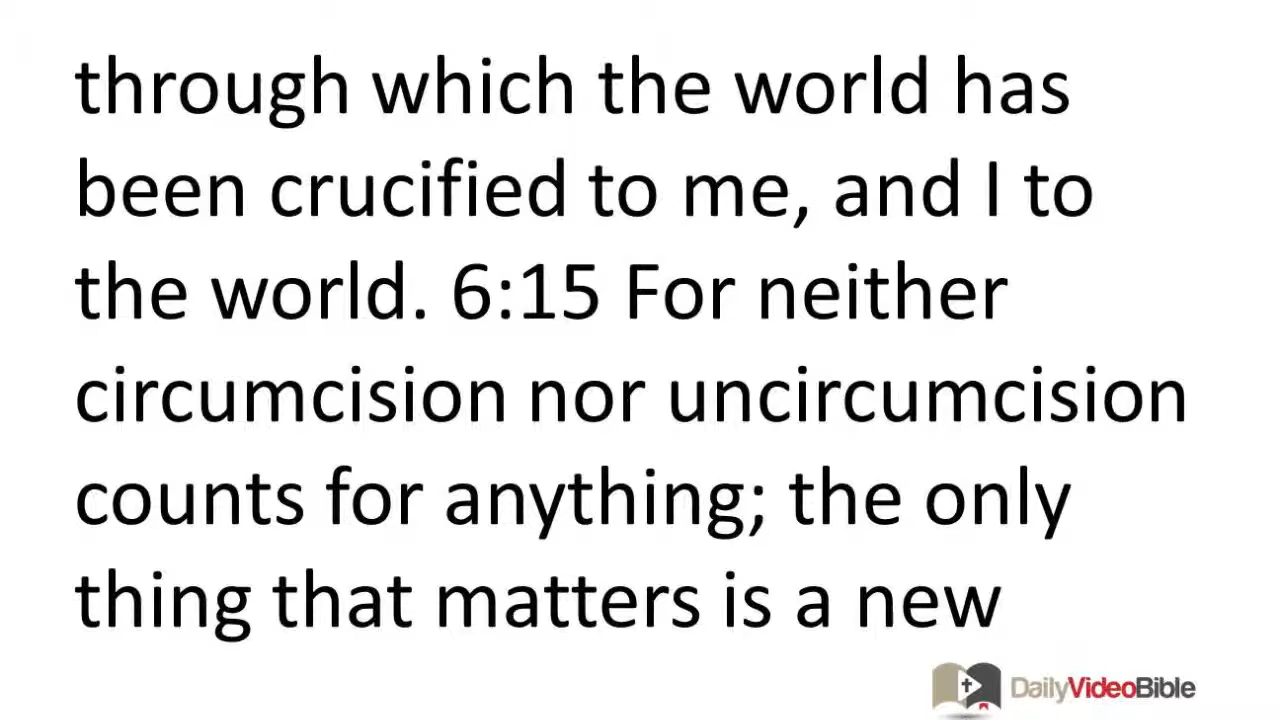 through which the world has
been crucified to me, and I to
the world. 6:15 For neither
circumcision nor uncircumcision
counts for anything; the only
thing that matters is a new
DailyVideoBible